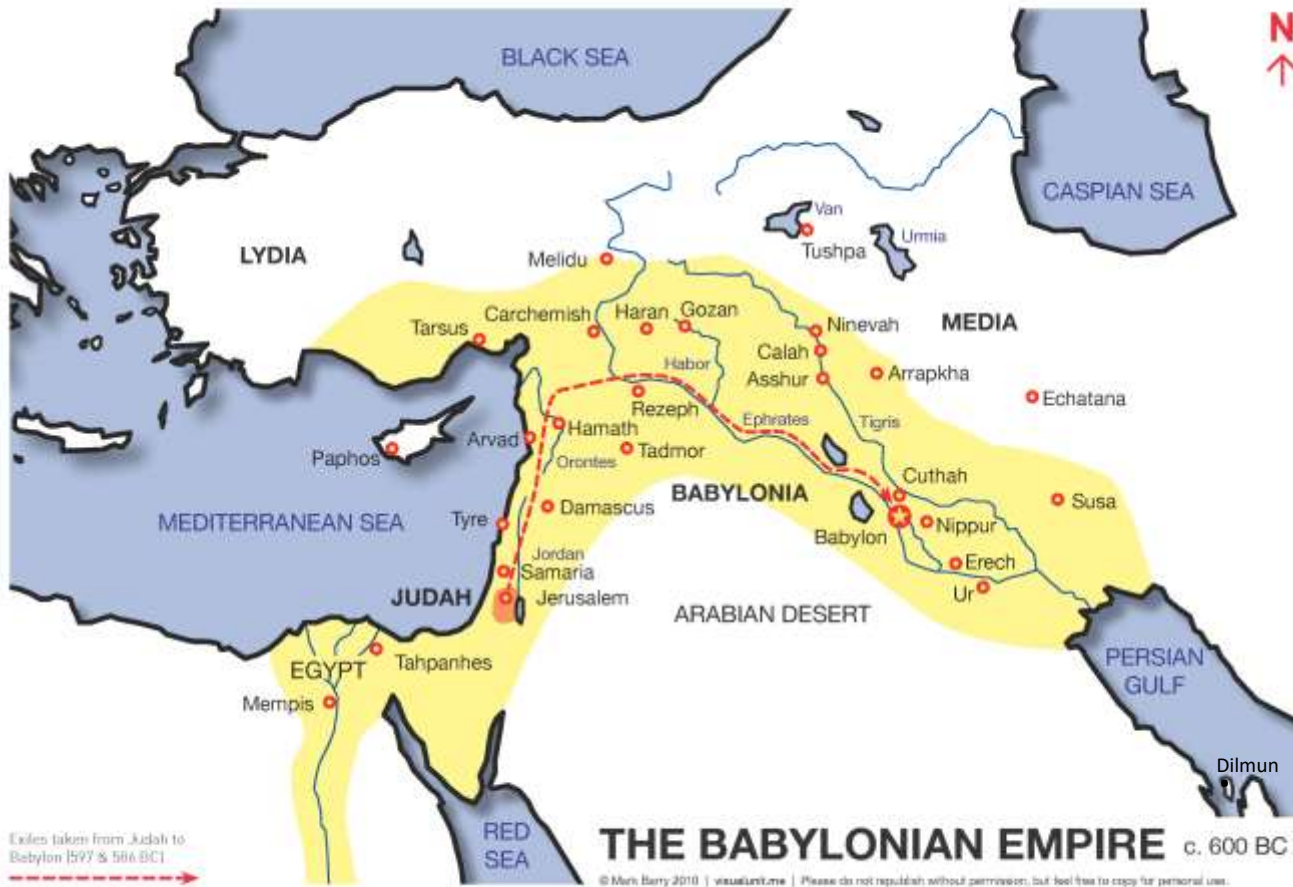 N
BLACK SEA
CASPIAN SEA
Van
Tushpa
Urmia
LYDIA
Melidu
MEDIA
Carchemish
Haran
Gozan
Tarsus
Ninevah
Calah
Habor
Asshur
Arrapkha
Rezeph
Echatana
Ephrates
Tigris
Hamath
Arvad
Tadmor
Paphos
Orontes
Cuthah
BABYLONIA
Susa
Damascus
MEDITERRANEAN SEA
Tyre
Nippur
Babylon
Jordan
Samaria
Erech
JUDAH
Jerusalem
Ur
ARABIAN DESERT
EGYPT
Tahpanhes
PERSIAN
GULF
Mempis
Dilmun
RED
SEA
Exiles taken from Judah to
Babylon (597 & 586 BC)
THE BABYLONIAN EMPIRE c. 600 BC
© Mark Barry 2010 | visualunit.me | Please do not republish without permission, but feel free to copy for personal use.